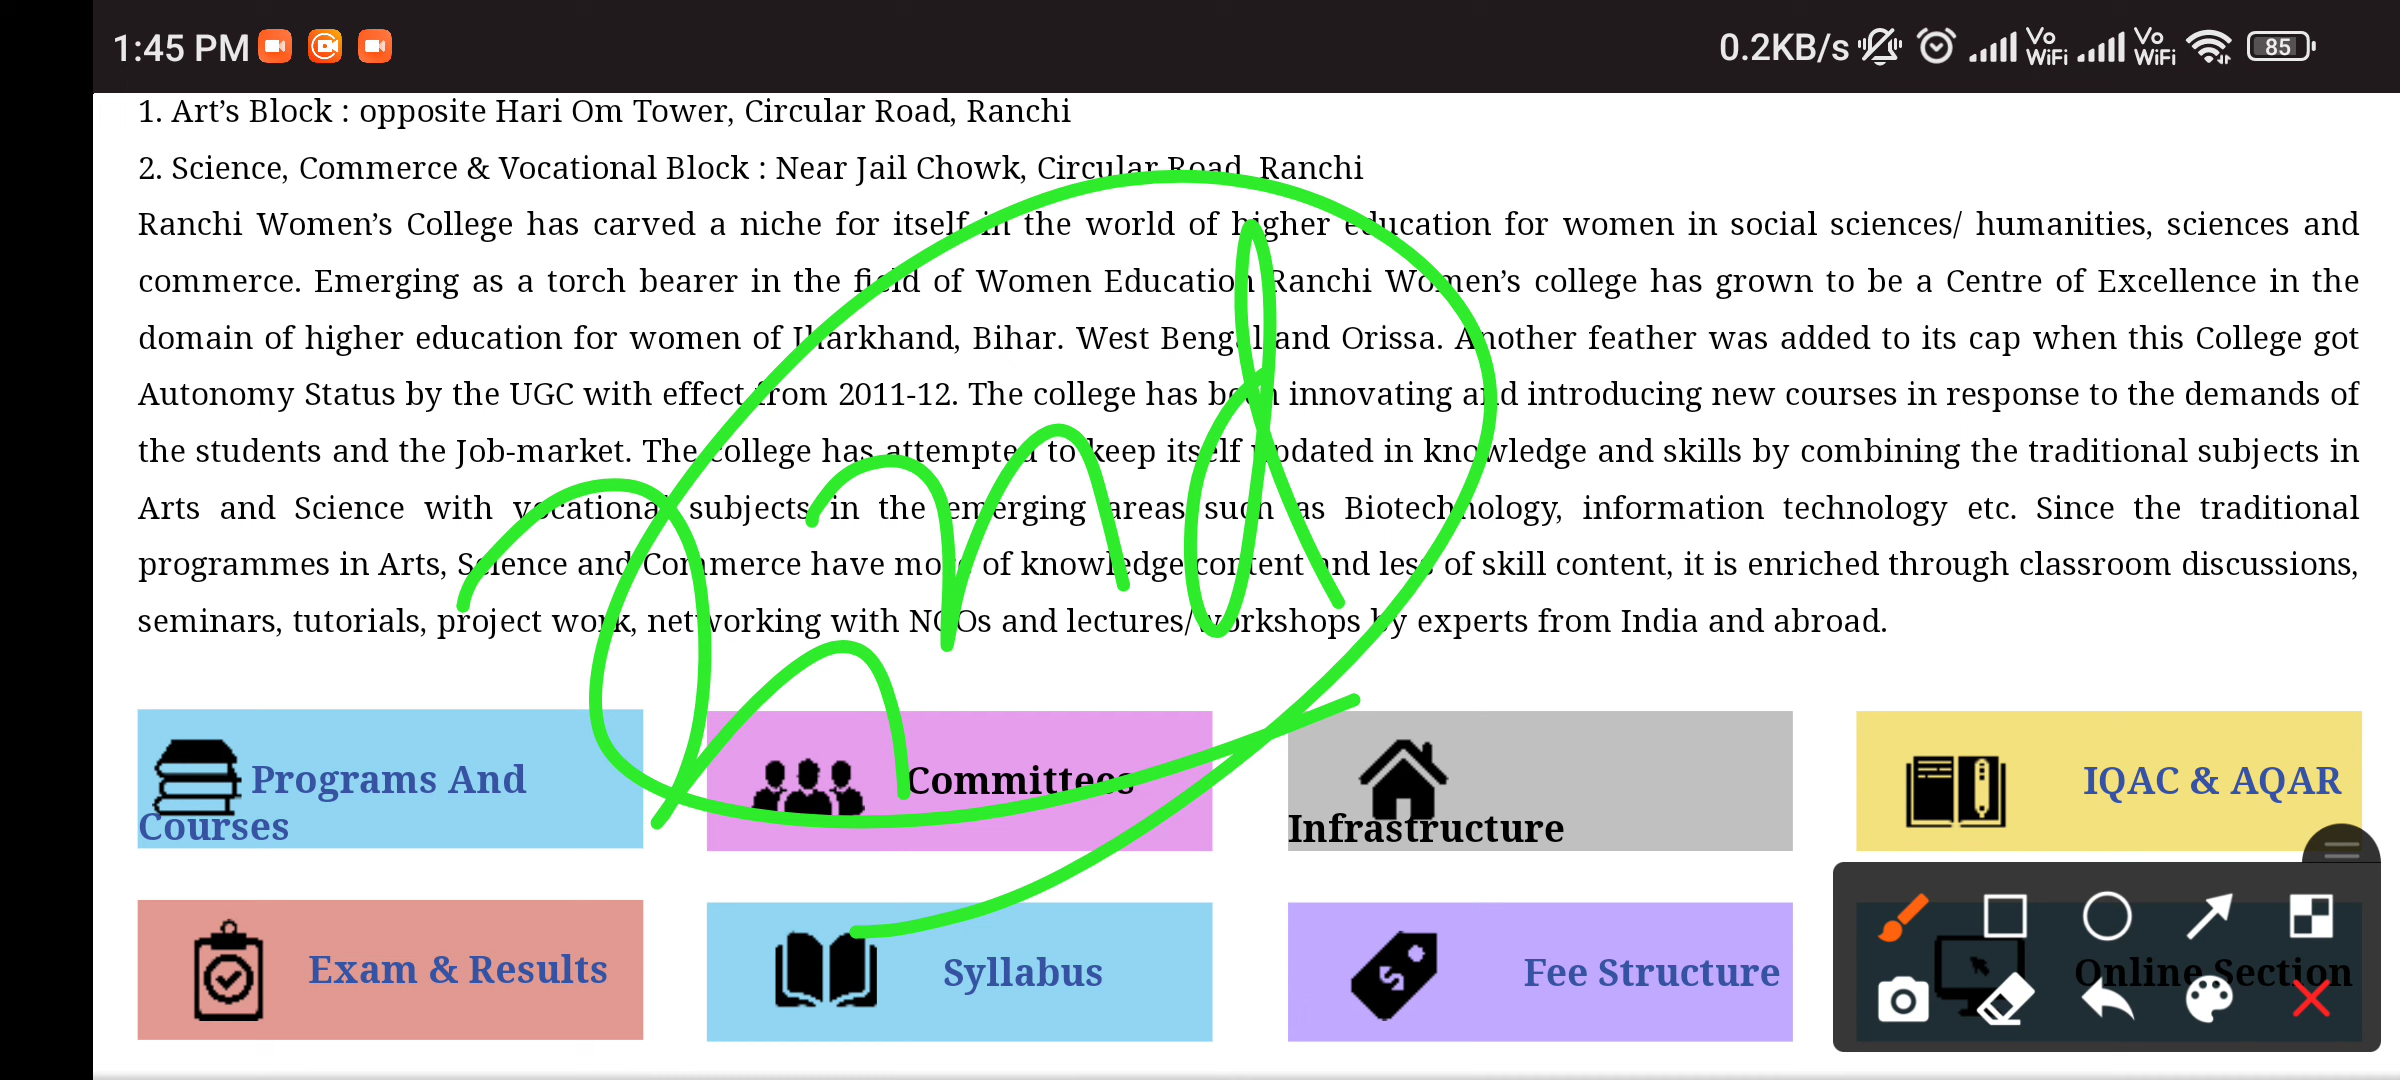 1:45 PM 0.2KB/s Vo WiFi Vo WiFi 85
1. Art’s Block : opposite Hari Om Tower, Circular Road, Ranchi
2. Science, Commerce & Vocational Block : Near Jail Chowk, Circular Road, Ranchi
Ranchi Women’s College has carved a niche for itself in the world of higher education for women in social sciences/ humanities, sciences and
commerce. Emerging as a torch bearer in the field of Women Education Ranchi Women’s college has grown to be a Centre of Excellence in the
domain of higher education for women of Jharkhand, Bihar. West Bengal and Orissa. Another feather was added to its cap when this College got
Autonomy Status by the UGC with effect from 2011-12. The college has been innovating and introducing new courses in response to the demands of
the students and the Job-market. The college has attempted to keep itself updated in knowledge and skills by combining the traditional subjects in
Arts and Science with vocational subjects in the emerging areas such as Biotechnology, information technology etc. Since the traditional
programmes in Arts, Science and Commerce have more of knowledge content and less of skill content, it is enriched through classroom discussions,
seminars, tutorials, project work, networking with NGOs and lectures/workshops by experts from India and abroad.
Programs And
Courses
Committees
Infrastructure
IQAC & AQAR
Exam & Results
Syllabus
Fee Structure
Online Section